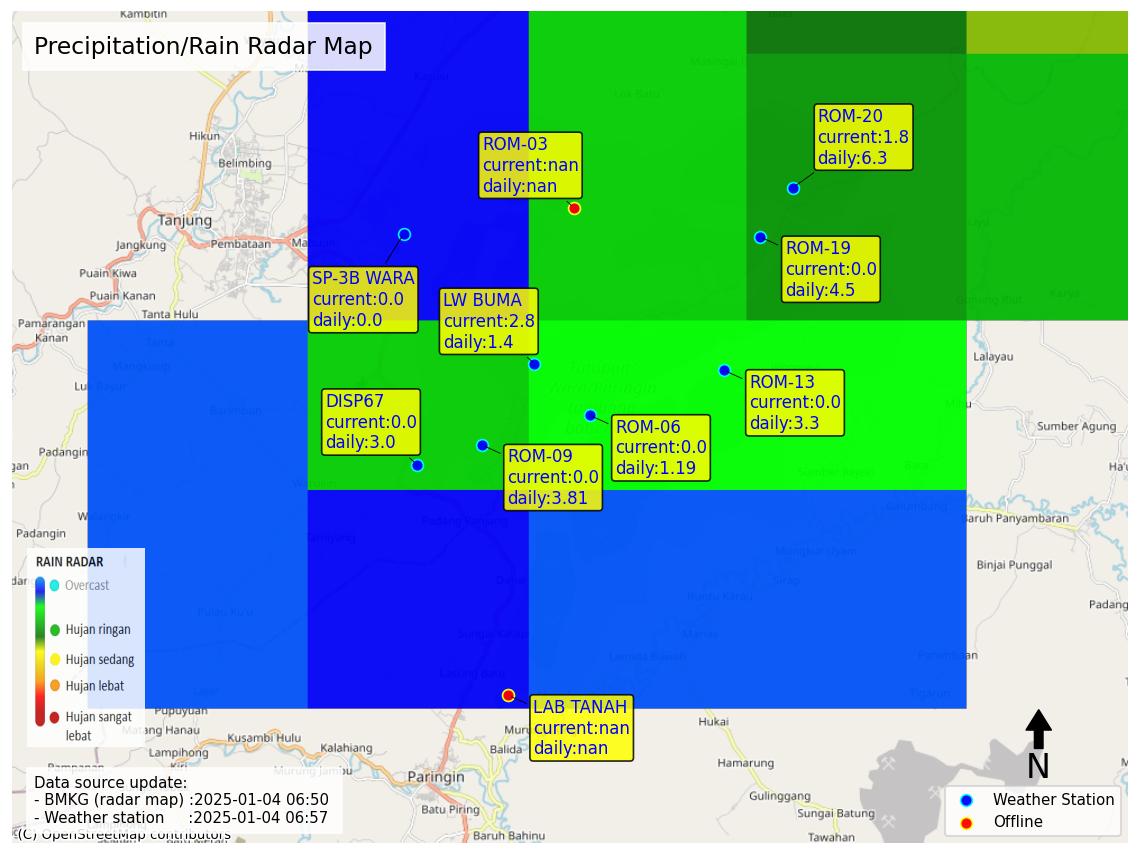 Kambitin
Precipitation/Rain Radar Map
Hikun
Belimbing
Tanjung
Jangkung
Pembataan
Puain Kiwa
Puain Kanan
Tanta Hulu
Pamarangan
Kanan
ROM-20
current:1.8
daily:6.3
ROM-03
current:nan
daily:nan
ROM-19
current:0.0
daily:4.5
SP-3B WARA
current:0.0
daily:0.0
LW BUMA
current:2.8
daily:1.4
Lalayau
ROM-13
current:0.0
daily:3.3
DISP67
current:0.0
daily:3.0
ROM-06
current:0.0
daily:1.19
ROM-09
current:0.0
daily:3.81
Sumber Agung
Padangin
Baruh Panyambaran
Padangin
Binjai Punggal
Padang
RAIN RADAR
Overcast
Hujan ringan
Hujan sedang
Hujan lebat
Hujan sangat
lebat
LAB TANAH
current:nan
daily:nan
Pupuyuan
Matang Hanau
Kusambi Hulu
Lampihong
Kalahiang
Murung Jambu
Balida
Paringin
Batu Piring
Baruh Bahinu
Hukai
Hamarung
Gulinggang
Sungai Batung
Tawahan
N
Data source update:
- BMKG (radar map) :2025-01-04 06:50
- Weather station :2025-01-04 06:57
(C) OpenStreetMap contributors
Weather Station
Offline